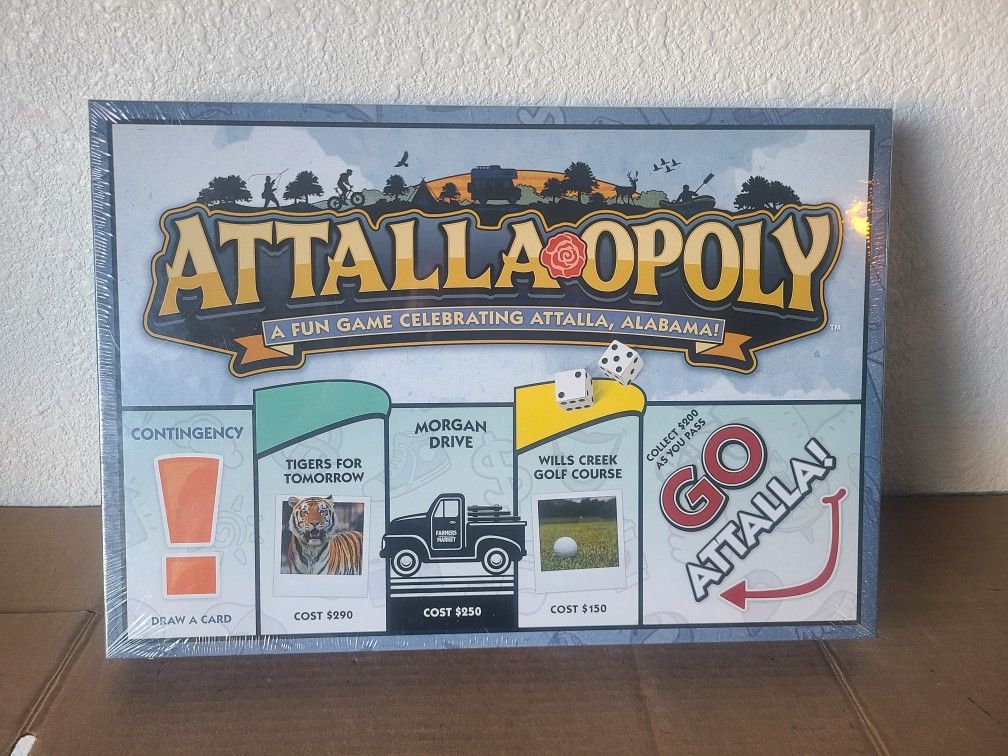 ATTALLA OPOLY
A FUN GAME CELEBRATING ATTALLA, ALABAMA!
TM
CONTINGENCY
!
DRAW A CARD
TIGERS FOR
TOMORROW
COST $290
MORGAN
DRIVE
FARMERS
MARKET
COST $250
WILLS CREEK
GOLF COURSE
COST $150
COLLECT $200
AS YOU PASS
GO
ATTALLA!